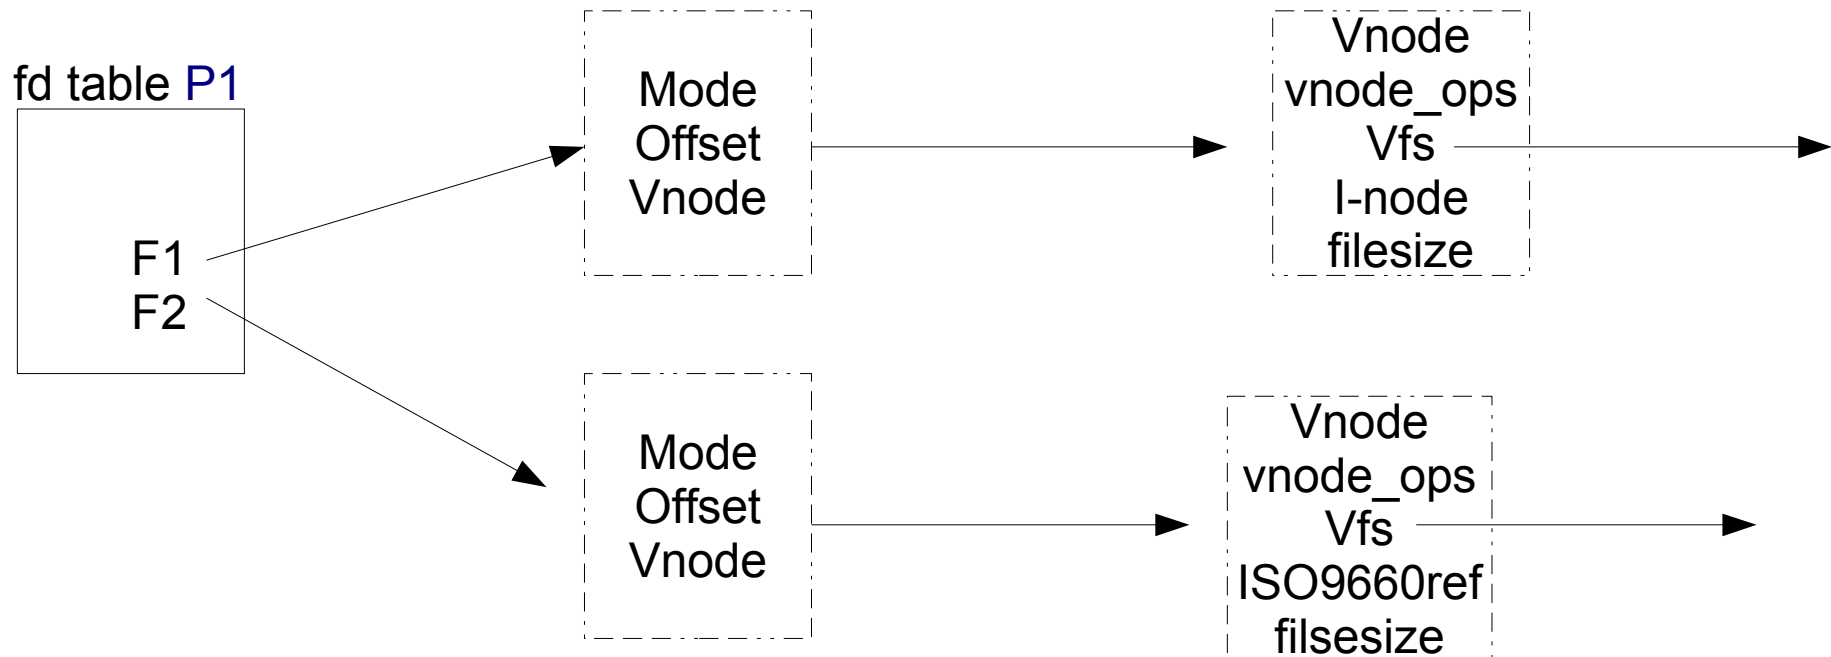 fd table P1
F1
F2
Mode
Offset
Vnode
Vnode
vnode_ops
Vfs
I-node
filesize
Mode
Offset
Vnode
Vnode
vnode_ops
Vfs
ISO9660ref
filsesize